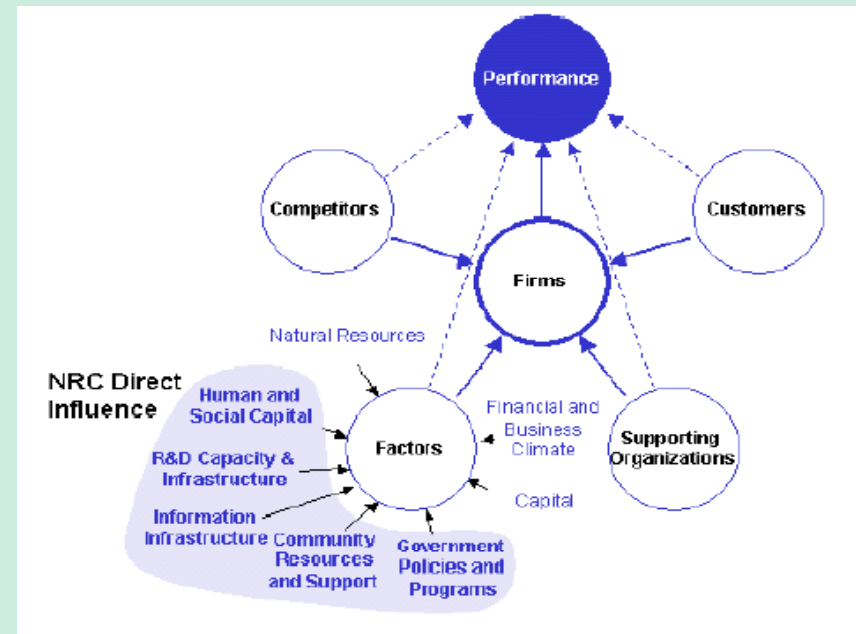 Performance
Competitors
Customers
Firms
Natural Resources
NRC Direct
Influence
Human and
Social Capital
Factors
Financial and
Business
Climate
Supporting
Organizations
R&D Capacity &
Infrastructure
Capital
Information
Infrastructure
Community
Resources
and Support
Government
Policies and
Programs